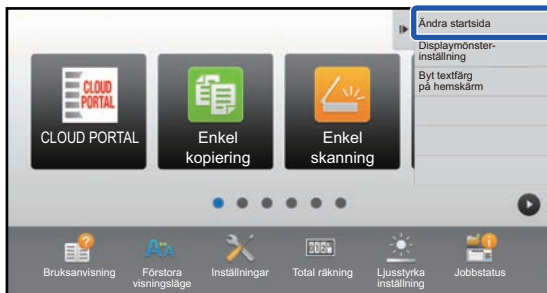 Ändra startsida
Displaymönster-
inställning
Byt textfärg
på hemskärm
CLOUD
PORTAL
CLOUD PORTAL
Enkel
kopiering
Enkel
skanning
Bruksanvisning
Förstora
visningsläge
Inställningar
Total räkning
Ljusstyrka
inställning
Jobbstatus